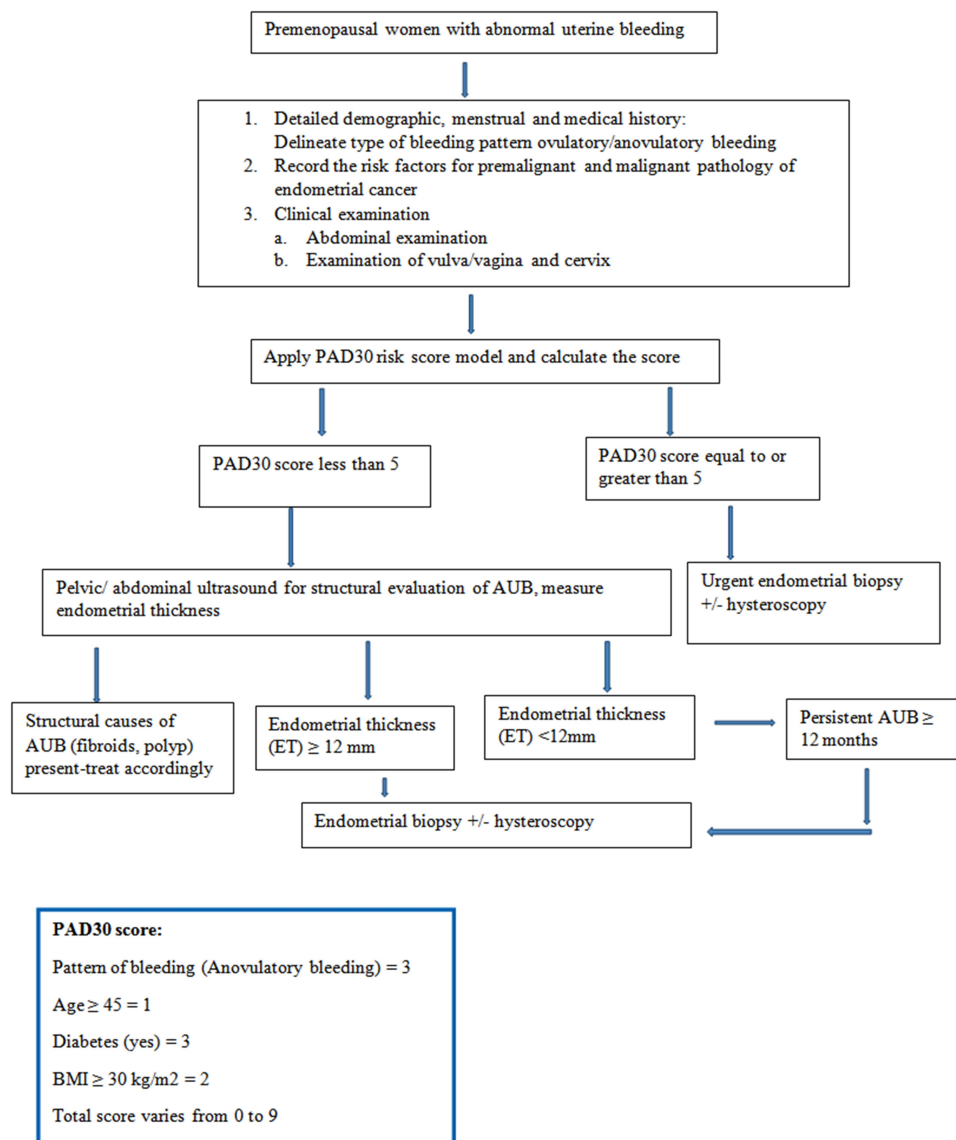 Premenopausal women with abnormal uterine bleeding
1. Detailed demographic, menstrual and medical history:
Delineate type of bleeding pattern ovulatory/anovulatory bleeding
2. Record the risk factors for premalignant and malignant pathology of
endometrial cancer
3. Clinical examination
a. Abdominal examination
b. Examination of vulva/vagina and cervix
Apply PAD30 risk score model and calculate the score
PAD30 score less than 5
PAD30 score equal to or
greater than 5
Pelvic/ abdominal ultrasound for structural evaluation of AUB, measure
endometrial thickness
Urgent endometrial biopsy
+/- hysteroscopy
Structural causes of
AUB (fibroids, polyp)
present-treat accordingly
Endometrial thickness
(ET) ≥ 12 mm
Endometrial thickness
(ET) <12mm
Persistent AUB ≥
12 months
Endometrial biopsy +/- hysteroscopy
PAD30 score:
Pattern of bleeding (Anovulatory bleeding) = 3
Age ≥ 45 = 1
Diabetes (yes) = 3
BMI ≥ 30 kg/m2 = 2
Total score varies from 0 to 9